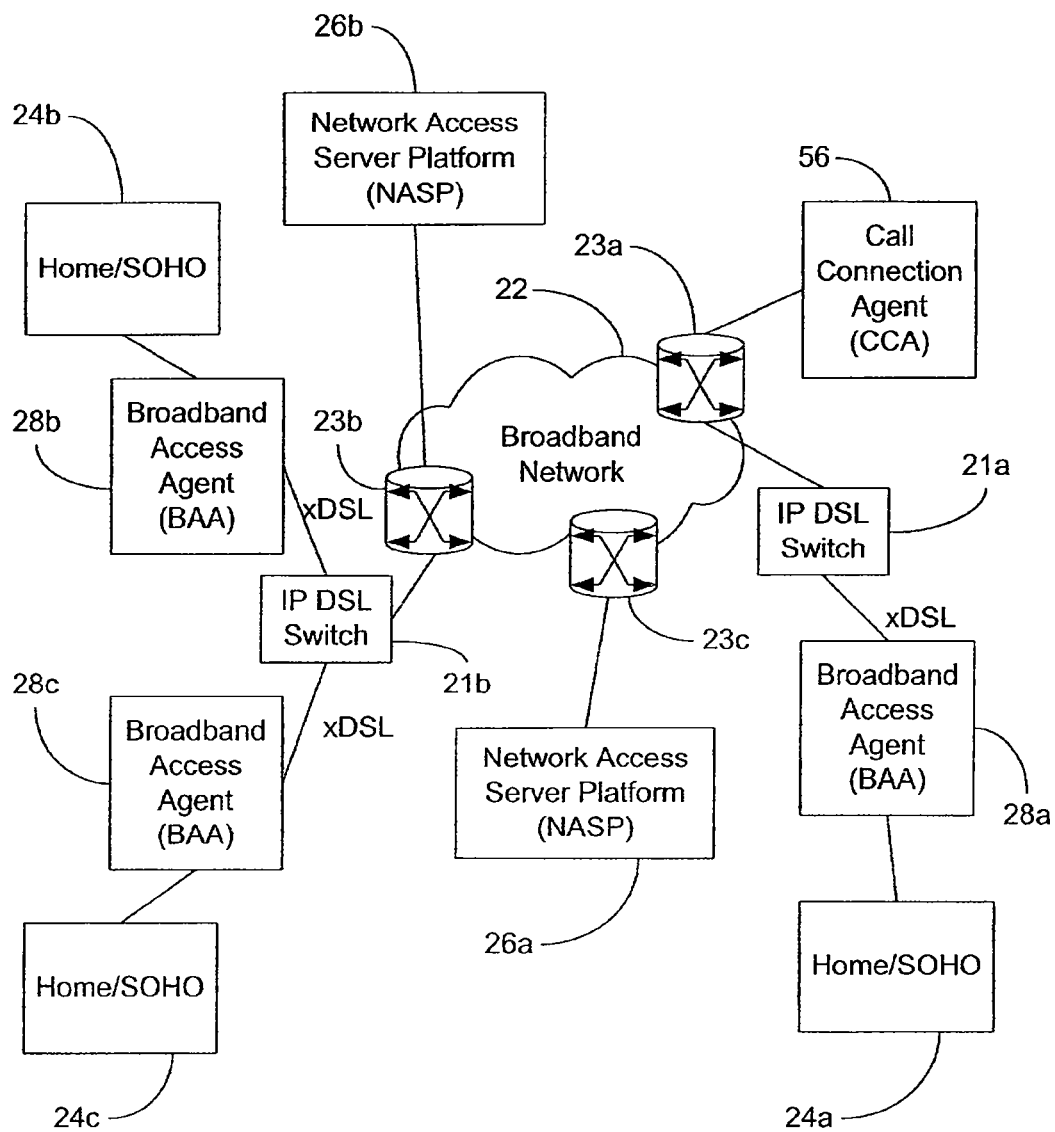 26b
Network Access
Server Platform
(NASP)
24b
Home/SOHO
56
Call
Connection
Agent
(CCA)
23a
22
Broadband
Network
28b
Broadband
Access
Agent
(BAA)
23b
xDSL
21a
IP DSL
Switch
IP DSL
Switch
21b
23c
xDSL
28c
Broadband
Access
Agent
(BAA)
xDSL
Network Access
Server Platform
(NASP)
Broadband
Access
Agent
(BAA)
28a
26a
Home/SOHO
Home/SOHO
24c
24a